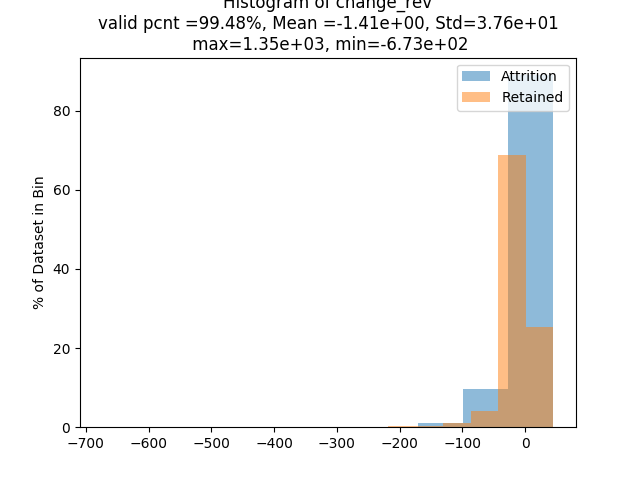 Histogram of change_rev
valid pcnt =99.48%, Mean =-1.41e+00, Std=3.76e+01
max=1.35e+03, min=-6.73e+02
Attrition
Retained
% of Dataset in Bin
80
60
40
20
0
−700 −600 −500 −400 −300 −200 −100 0